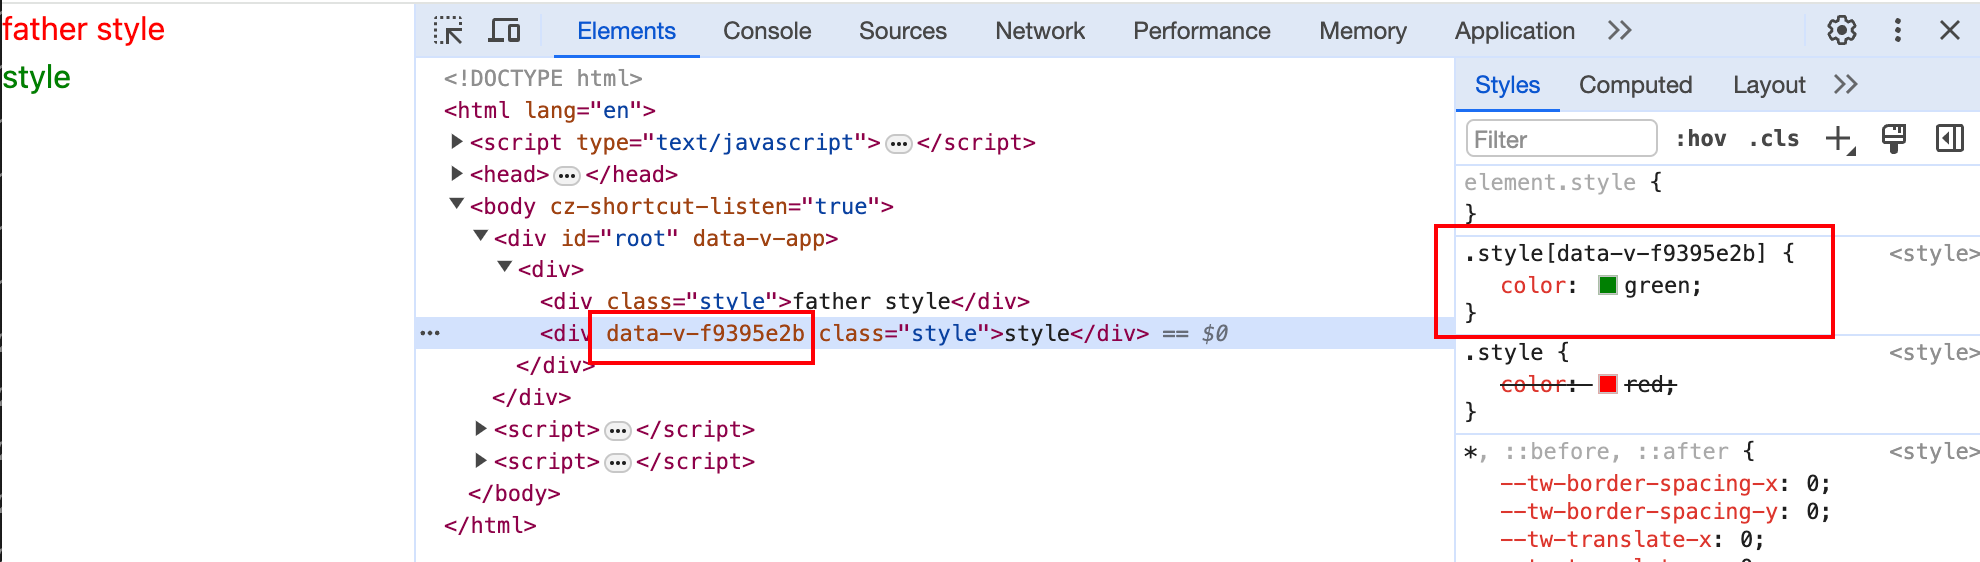 father style
style
Elements Console Sources Network Performance Memory Application
<!DOCTYPE html>
<html lang="en">
<script type="text/javascript"> … </script>
<head> … </head>
<body cz-shortcut-listen="true">
<div id="root" data-v-app>
<div>
<div class="style">father style</div>
… <div data-v-f9395e2b class="style">style</div> == $0
</div>
</div>
<script> … </script>
<script> … </script>
</body>
</html>
Styles Computed Layout
Filter :hov .cls
element.style {
}
.style[data-v-f9395e2b] { <style>
color: green;
}
.style { <style>
color: red;
}
*, ::before, ::after { <style>
--tw-border-spacing-x: 0;
--tw-border-spacing-y: 0;
--tw-translate-x: 0;